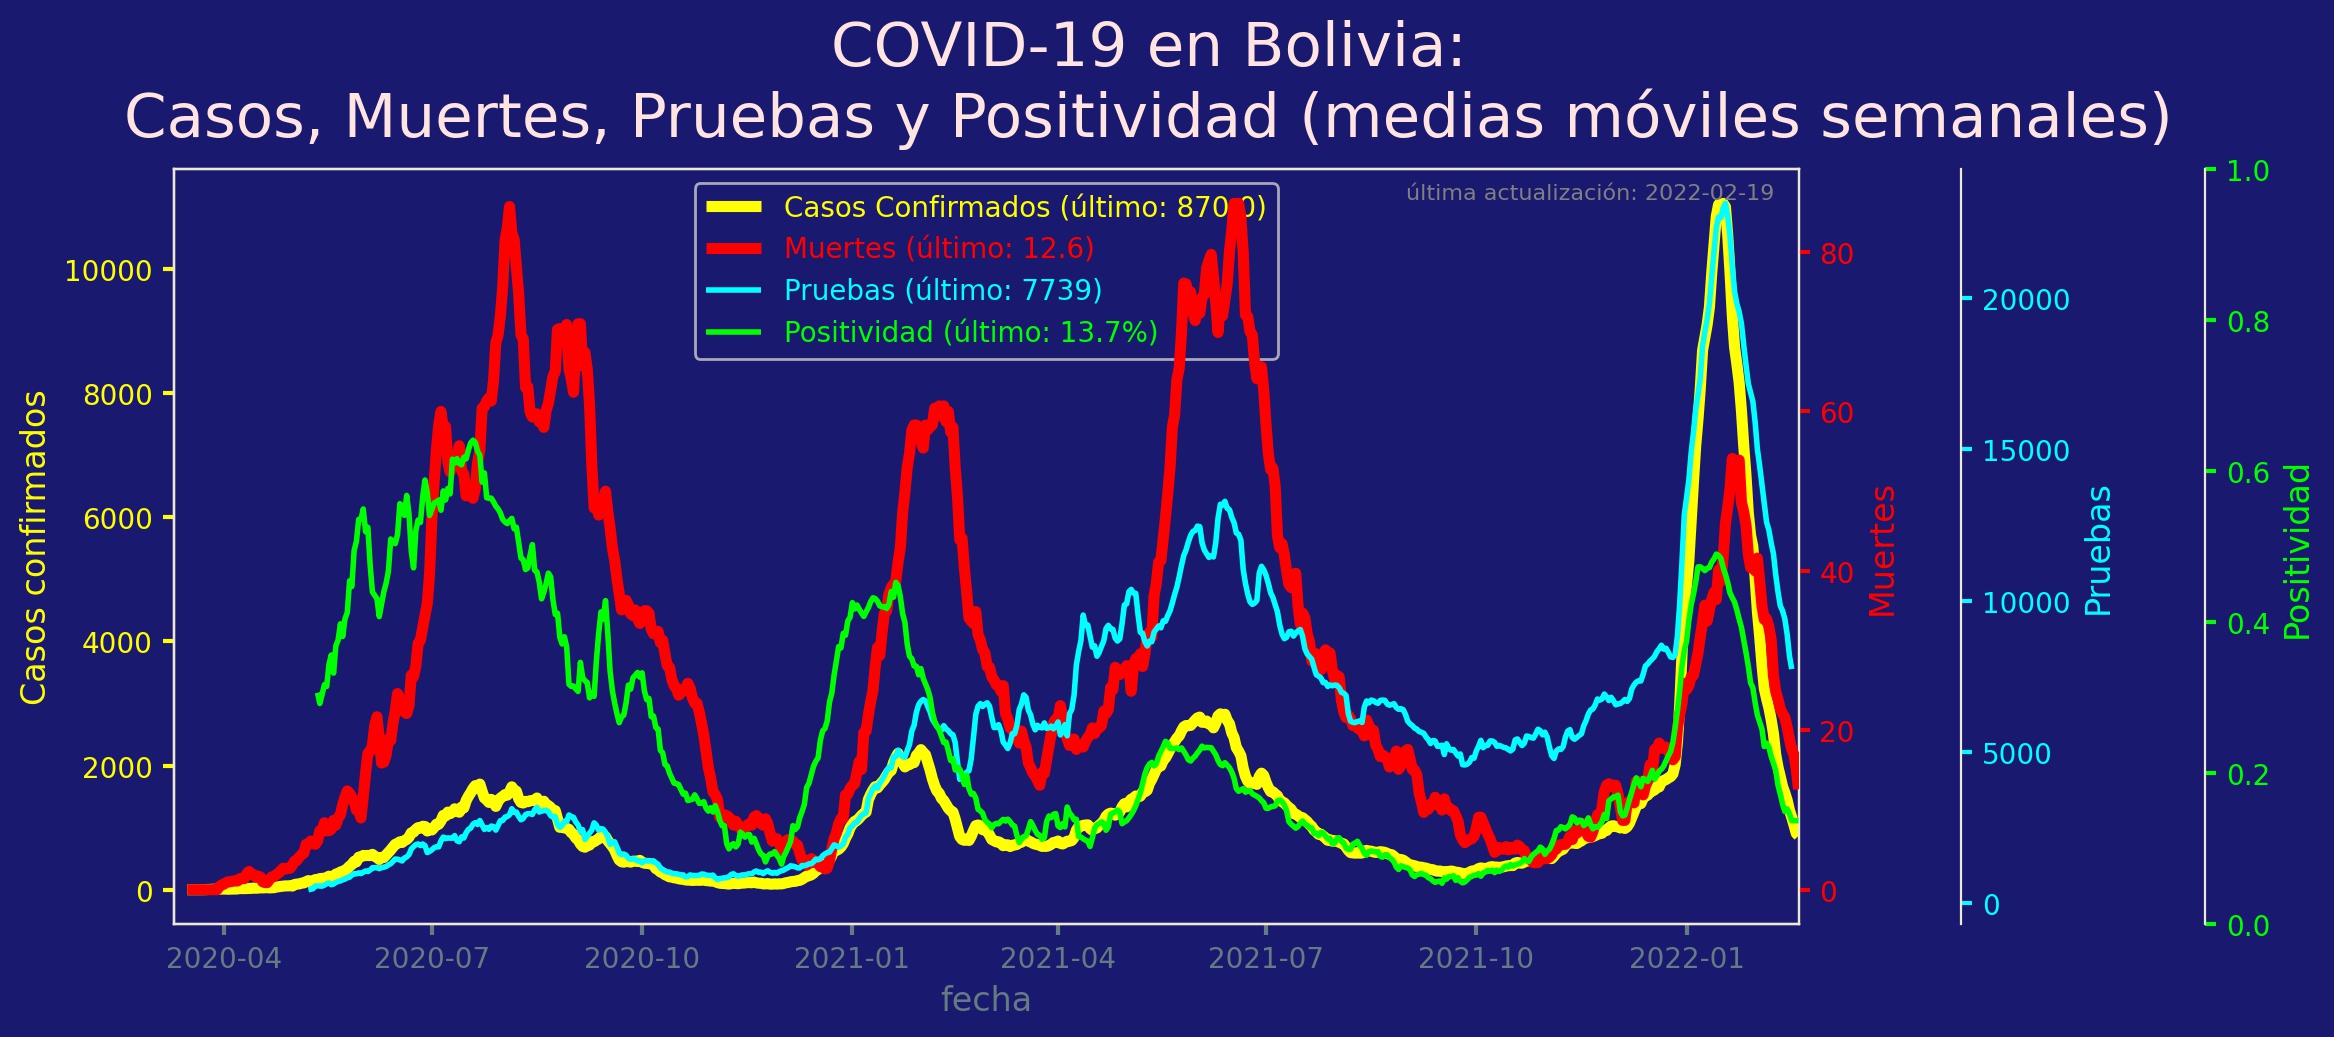 COVID-19 en Bolivia:
Casos, Muertes, Pruebas y Positividad (medias móviles semanales)
última actualización: 2022-02-19
Casos Confirmados (último: 870.0)
Muertes (último: 12.6)
Pruebas (último: 7739)
Positividad (último: 13.7%)
Casos confirmados
10000
8000
6000
4000
2000
0
2020-04
2020-07
2020-10
2021-01
2021-04
2021-07
2021-10
2022-01
fecha
80
60
40
20
0
Muertes
20000
15000
10000
5000
0
Pruebas
1.0
0.8
0.6
0.4
0.2
0.0
Positividad